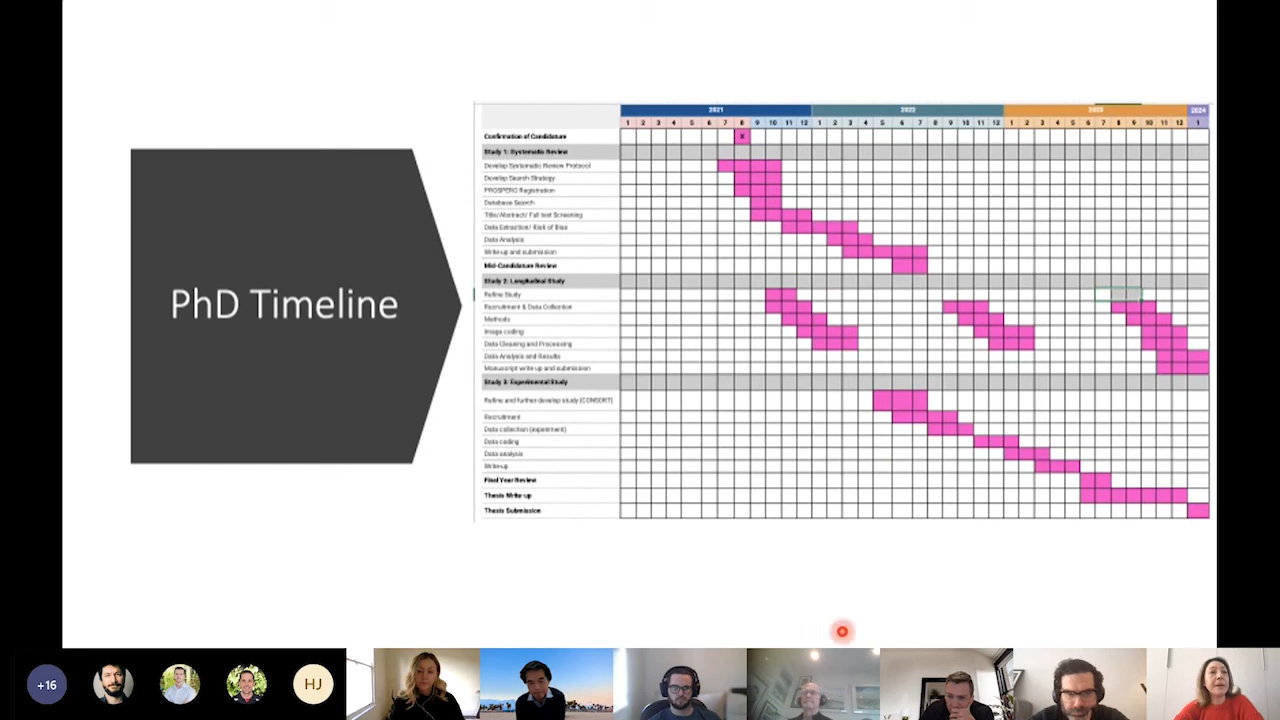 PhD Timeline
2021 2022 2023 2024
1 2 3 4 5 6 7 8 9 10 11 12 1 2 3 4 5 6 7 8 9 10 11 12 1 2 3 4 5 6 7 8 9 10 11 12 1
Confirmation of Candidature X
Study 1: Systematic Review
Develop Systematic Review Protocol
Develop Search Strategy
PROSPERO Registration
Database Search
Title/Abstract/ Full text Screening
Data Extraction/ Risk of Bias
Data Analysis
Write-up and submission
Mid-Candidature Review
Study 2: Longitudinal Study
Refine Study
Recruitment & Data Collection
Methods
Image coding
Data Cleaning and Processing
Data Analysis and Results
Manuscript write up and submission
Study 3: Experimental Study
Refine and further develop study (CONSORT)
Recruitment
Data collection (experiment)
Data coding
Data analysis
Write-up
Final Year Review
Thesis Write-up
Thesis Submission
+16
HJ